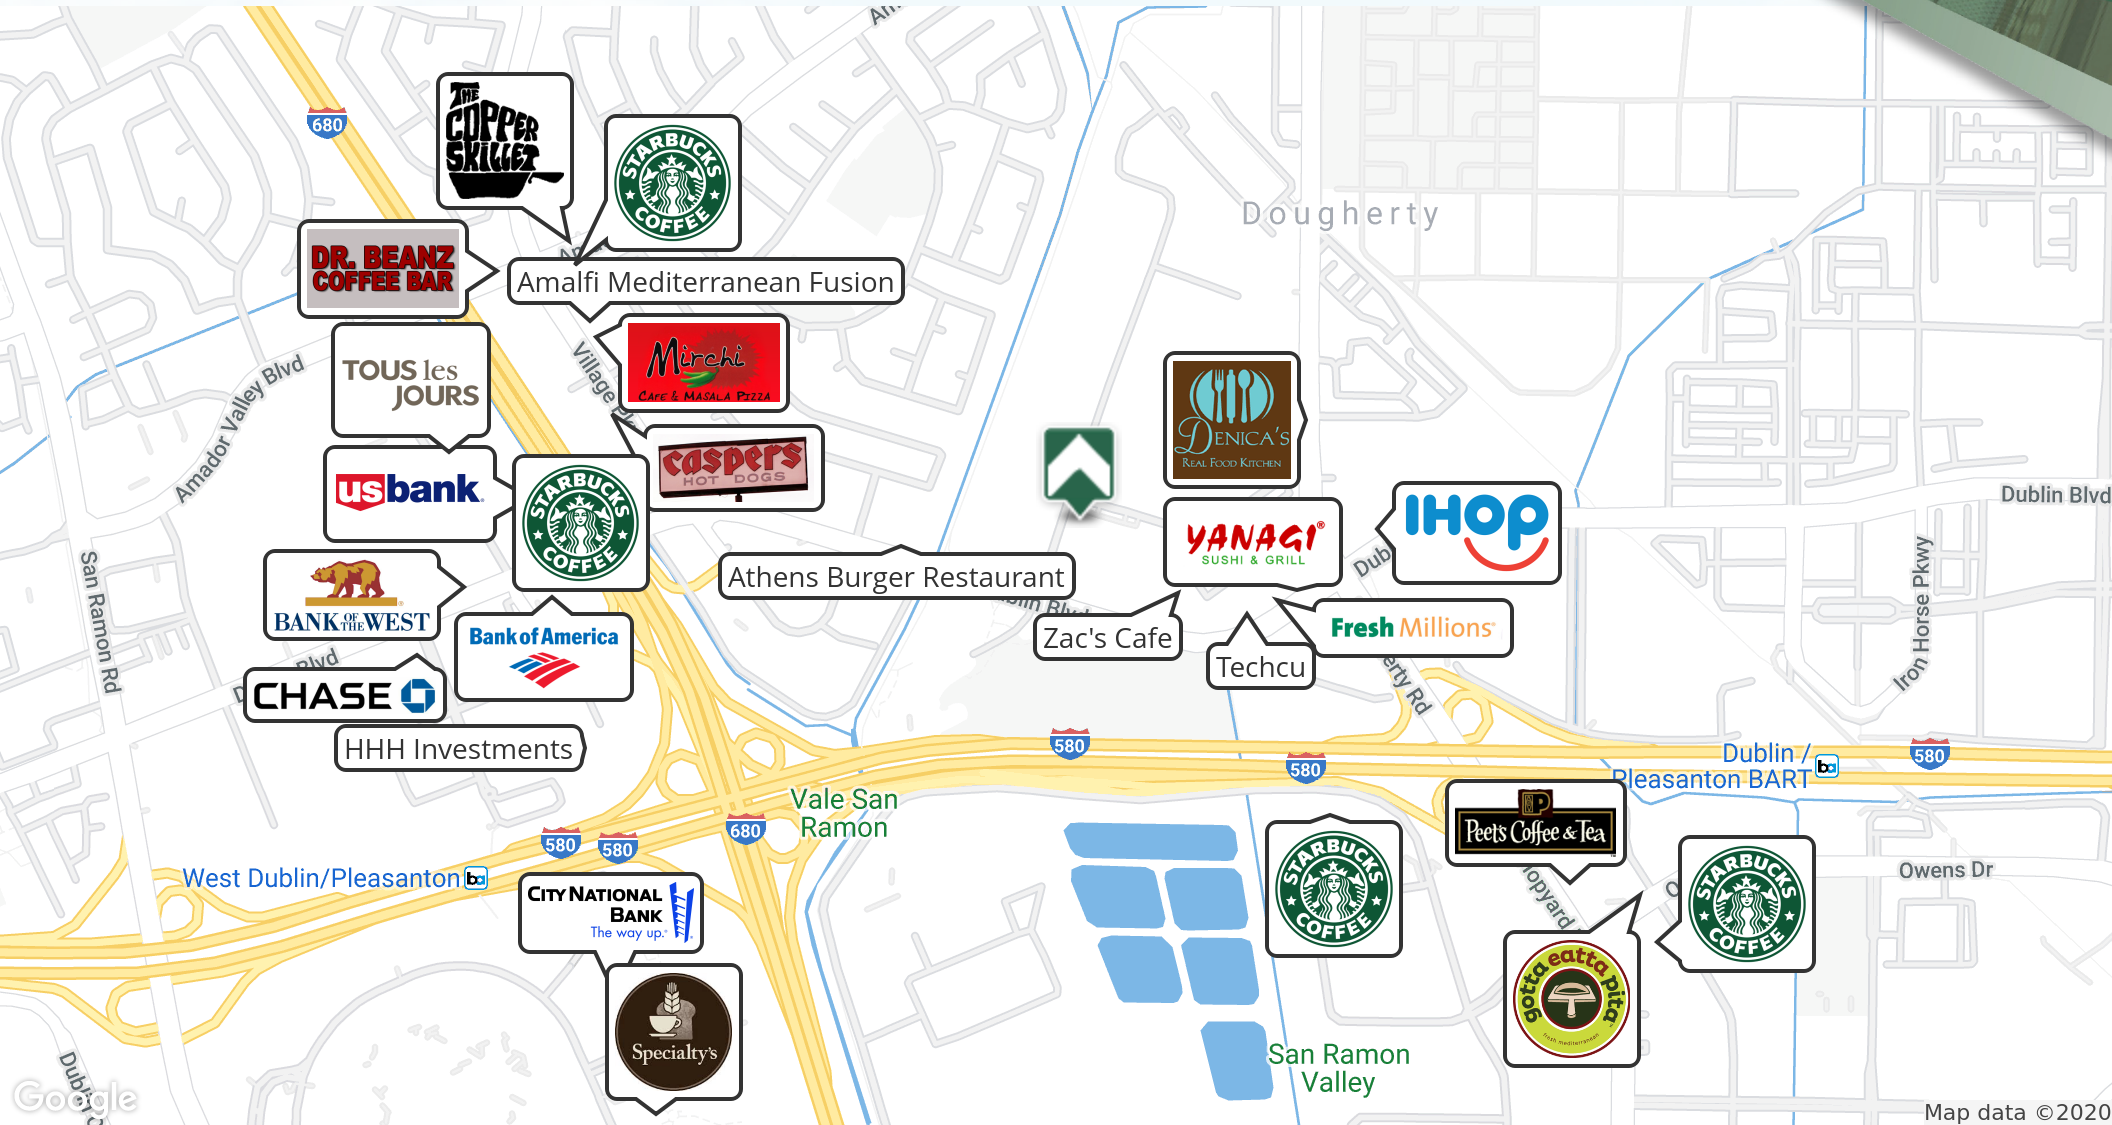 680
THE
COPPER
SKILLET
STARBUCKS
COFFEE
Dougherty
DR. BEANZ
COFFEE BAR
Amalfi Mediterranean Fusion
Mirchi
CAFE & MASALA PIZZA
TOUS les
JOURS
Village
Amador Valley Blvd
DENICA'S
REAL FOOD KITCHEN
caspers
HOT DOGS
usbank
STARBUCKS
COFFEE
YANAGI®
SUSHI & GRILL
IHOP
Dublin Blvd
San Ramon Rd
BANK OF THE WEST
Athens Burger Restaurant
Bank of America
Zac's Cafe
Techcu
Fresh Millions
Iron Horse Pkwy
Blvd
CHASE
HHH Investments
580
580
580
Dublin /
Pleasanton BART
ba
Vale San
Ramon
680
580
580
West Dublin/Pleasanton
ba
Peet's Coffee & Tea
STARBUCKS
COFFEE
STARBUCKS
COFFEE
Owens Dr
CITY NATIONAL
BANK
The way up.
Specialty's
gotta eatta pita
fresh mediterranean
San Ramon
Valley
Google
Map data ©2020